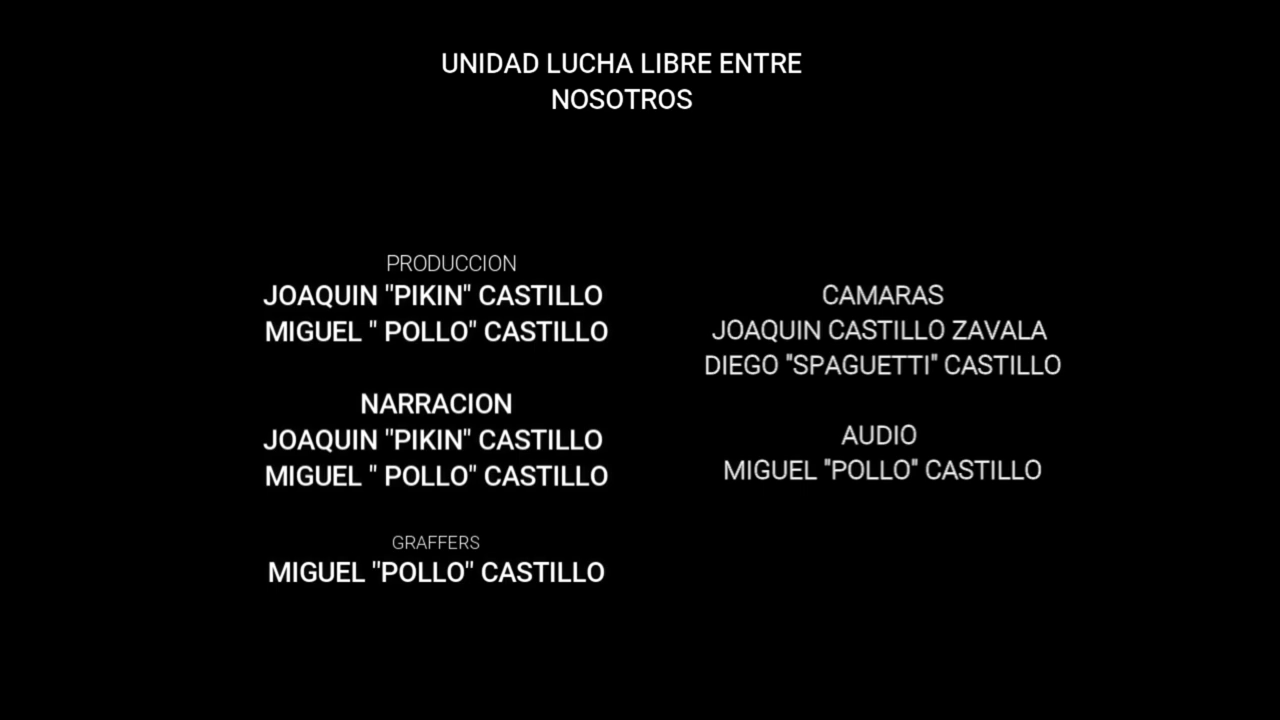 UNIDAD LUCHA LIBRE ENTRE
NOSOTROS
PRODUCCION
JOAQUIN "PIKIN" CASTILLO
MIGUEL " POLLO" CASTILLO
NARRACION
JOAQUIN "PIKIN" CASTILLO
MIGUEL " POLLO" CASTILLO
GRAFFERS
MIGUEL "POLLO" CASTILLO
CAMARAS
JOAQUIN CASTILLO ZAVALA
DIEGO "SPAGUETTI" CASTILLO
AUDIO
MIGUEL "POLLO" CASTILLO